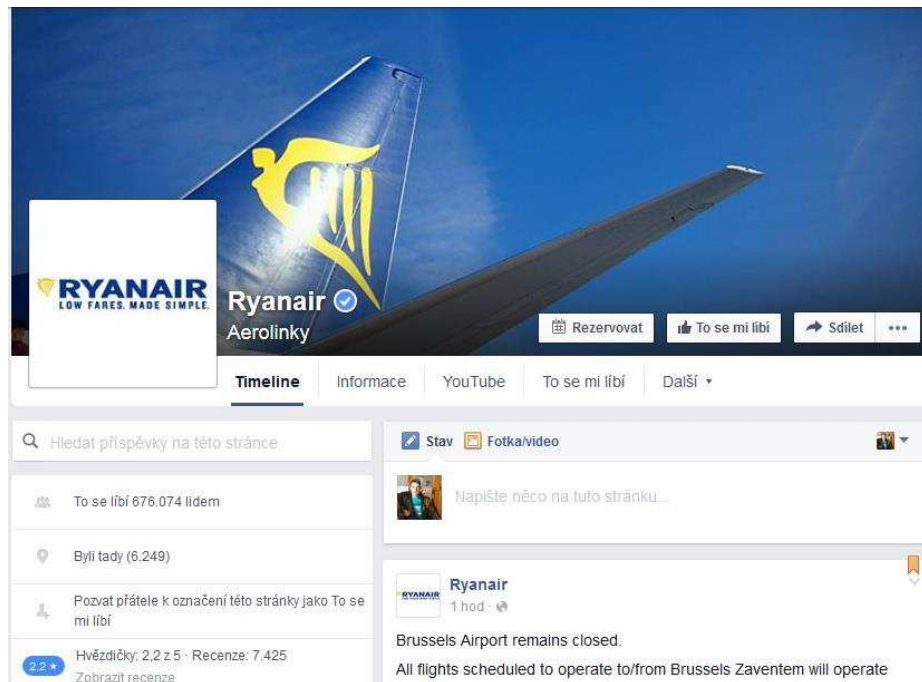 RYANAIR
LOW FARES. MADE SIMPLE.
Ryanair
Aerolinky
Rezervovat
To se mi líbí
Sdílet
Timeline
Informace
YouTube
To se mi líbí
Další
Hledat příspěvky na této stránce
To se líbí 676.074 lidem
Byli tady (6.249)
Pozvat přátele k označení této stránky jako To se
mi líbí
2,2
Hvězdičky: 2,2 z 5 · Recenze: 7.425
Zobrazit recenze
Stav
Fotka/video
Napište něco na tuto stránku...
RYANAIR
Ryanair
1 hod ·
Brussels Airport remains closed.
All flights scheduled to operate to/from Brussels Zaventem will operate